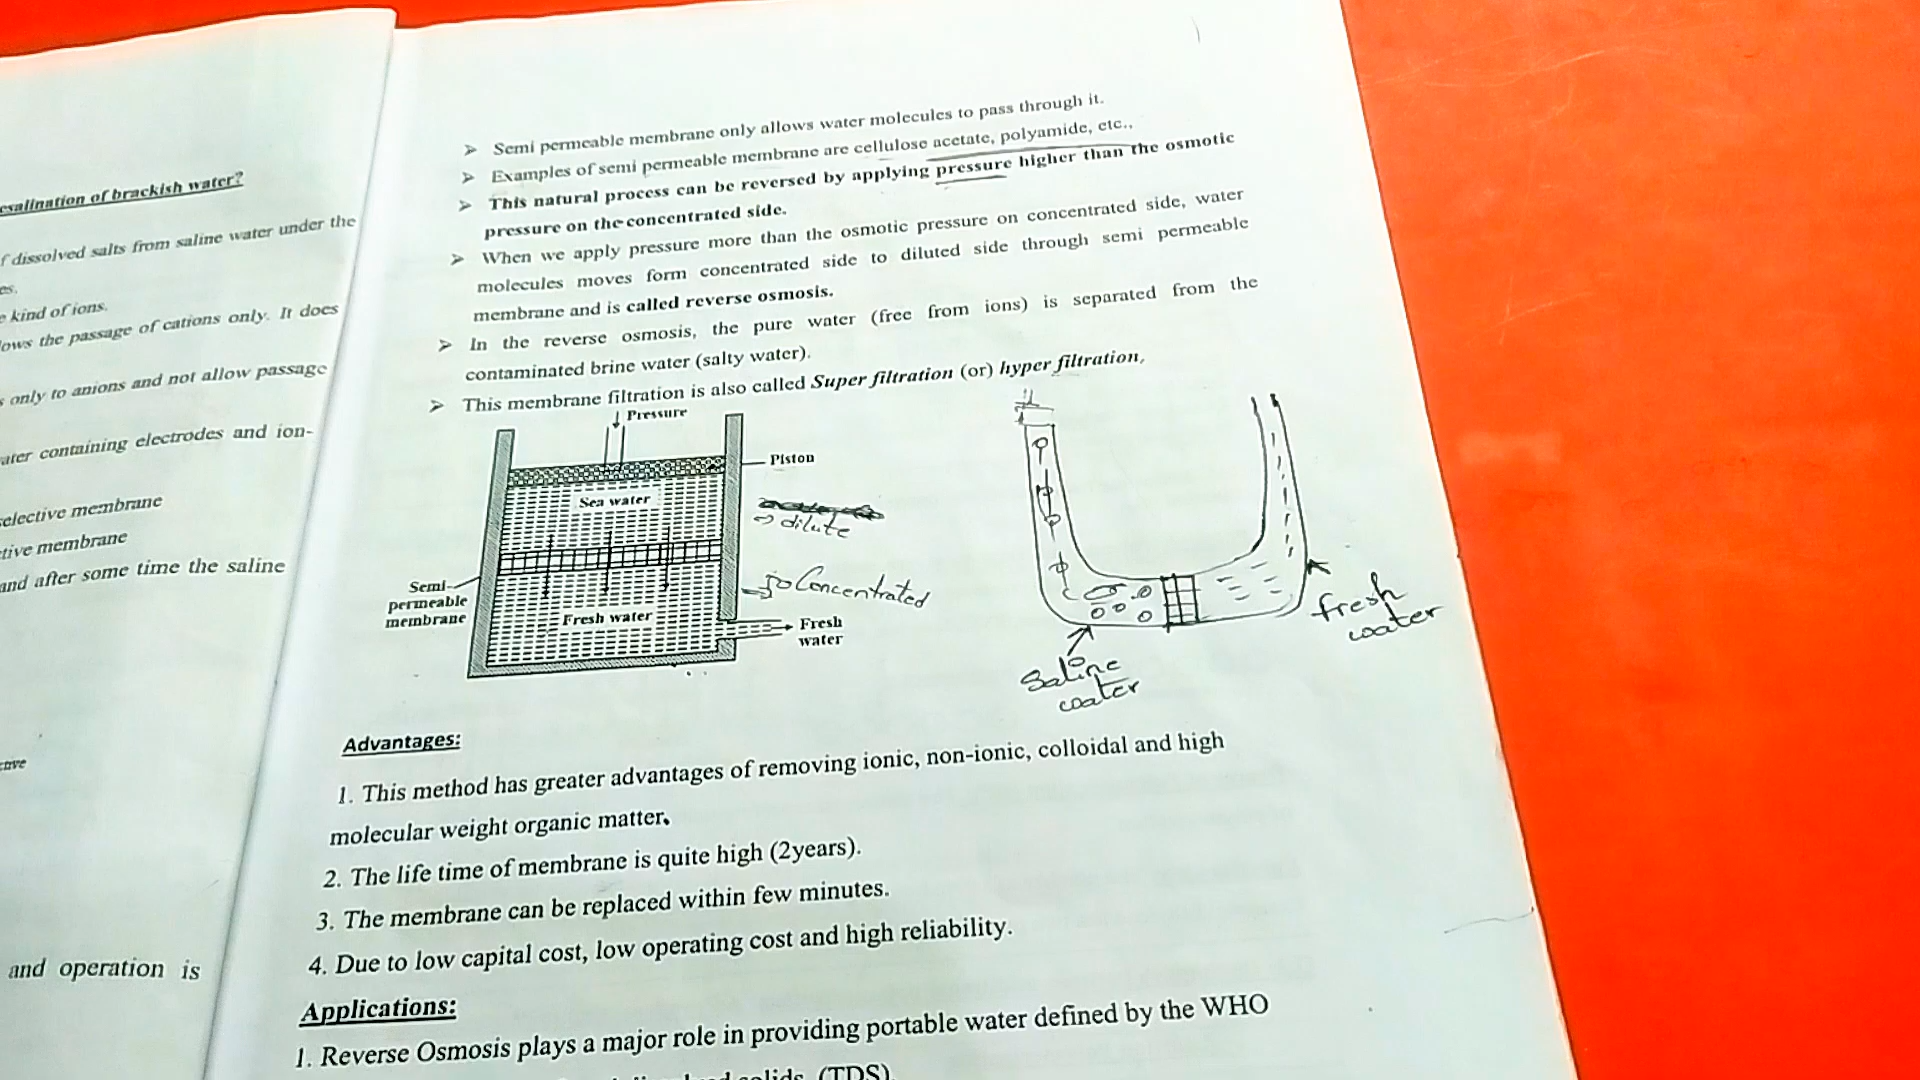 esalination of brackish water?
f dissolved salts from saline water under the
es.
e kind of ions.
ows the passage of cations only. It does
s only to anions and not allow passage
ater containing electrodes and ion-
selective membrane
tive membrane
and after some time the saline
ctive
and operation is
➢ Semi permeable membrane only allows water molecules to pass through it.
➢ Examples of semi permeable membrane are cellulose acetate, polyamide, etc.,
➢ This natural process can be reversed by applying pressure higher than the osmotic
pressure on the concentrated side.
➢ When we apply pressure more than the osmotic pressure on concentrated side, water
molecules moves form concentrated side to diluted side through semi permeable
membrane and is called reverse osmosis.
➢ In the reverse osmosis, the pure water (free from ions) is separated from the
contaminated brine water (salty water).
➢ This membrane filtration is also called Super filtration (or) hyper filtration,
Pressure
Piston
Sea water
dilute
Semi-
permeable
membrane
Concentrated
Fresh water
Fresh
water
fresh
water
Saline
water
Advantages:
1. This method has greater advantages of removing ionic, non-ionic, colloidal and high
molecular weight organic matter.
2. The life time of membrane is quite high (2years).
3. The membrane can be replaced within few minutes.
4. Due to low capital cost, low operating cost and high reliability.
Applications:
1. Reverse Osmosis plays a major role in providing portable water defined by the WHO
solids (TDS)